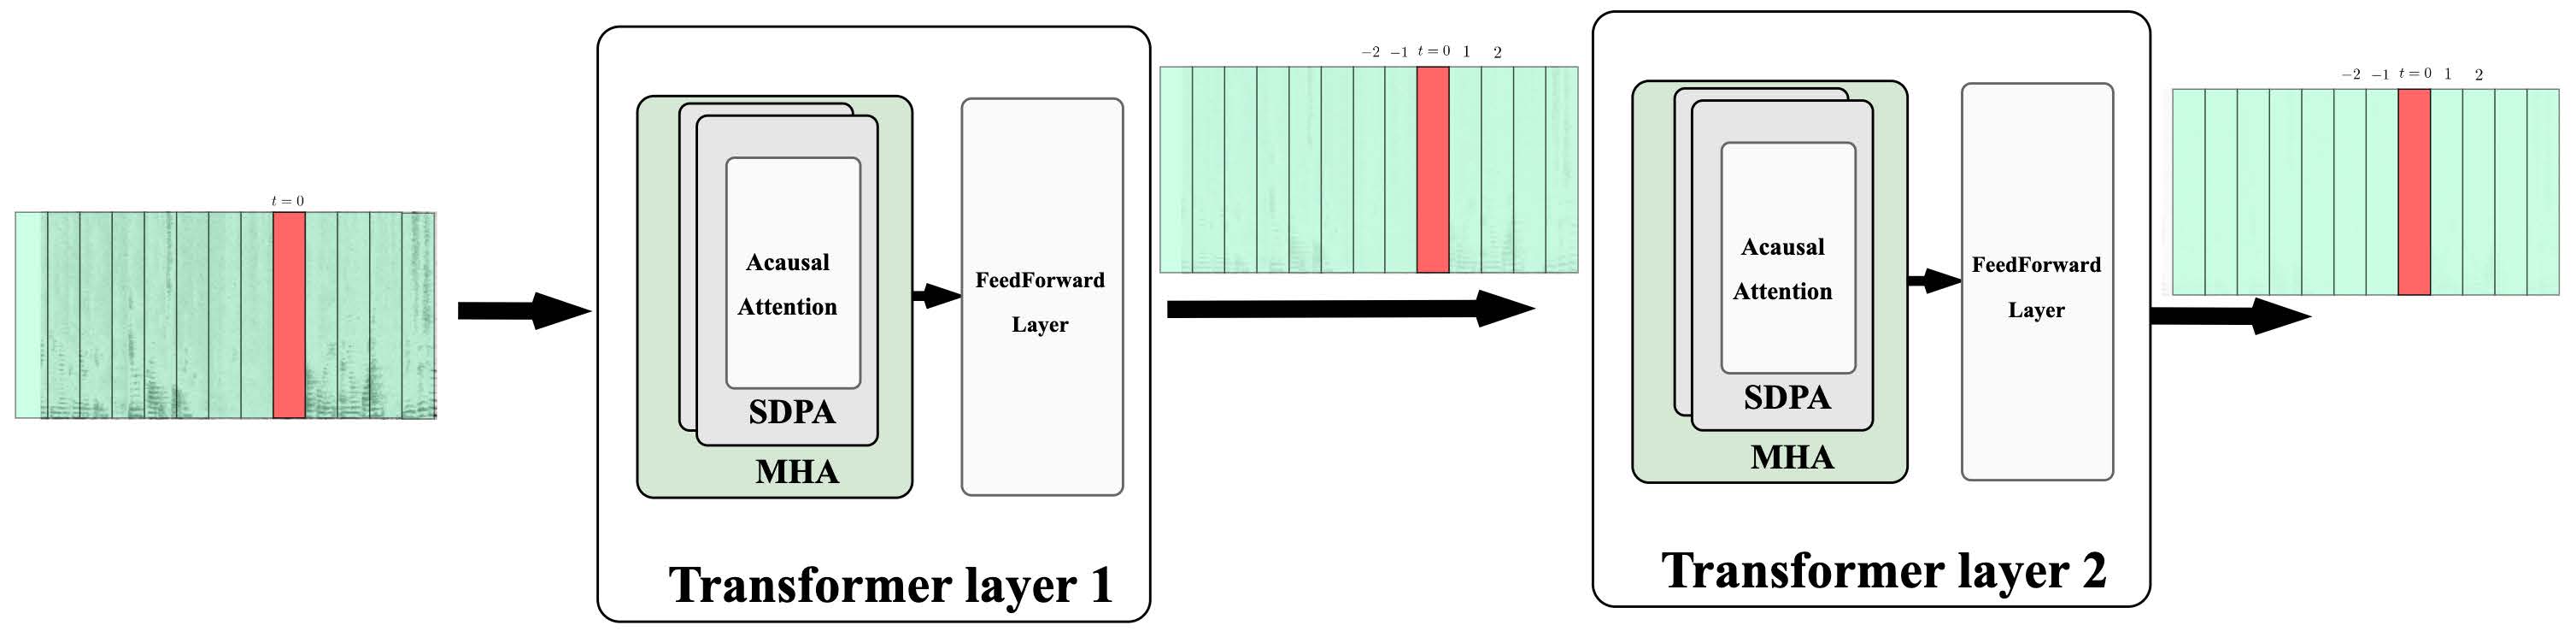 t = 0
Acausal
Attention
SDPA
MHA
FeedForward
Layer
Transformer layer 1
−2 −1 t = 0 1 2
Acausal
Attention
SDPA
MHA
FeedForward
Layer
Transformer layer 2
−2 −1 t = 0 1 2